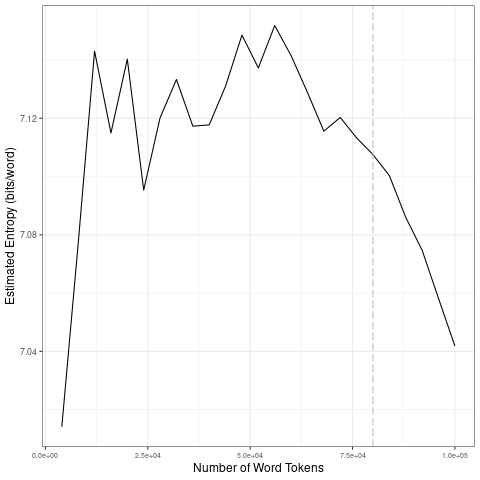 Estimated Entropy (bits/word)
7.12
7.08
7.04
0.0e+00 2.5e+04 5.0e+04 7.5e+04 1.0e+05
Number of Word Tokens